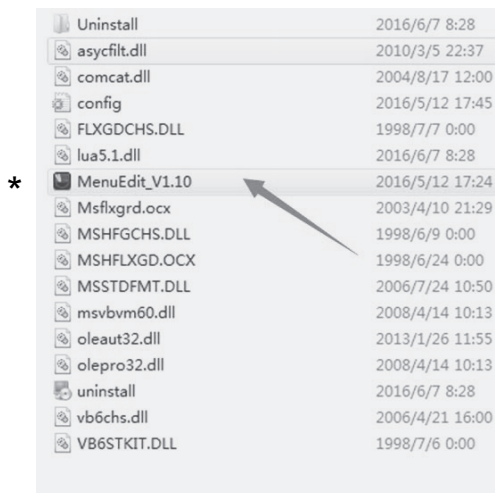 Uninstall 2016/6/7 8:28
asycfilt.dll 2010/3/5 22:37
comcat.dll 2004/8/17 12:00
config 2016/5/12 17:45
FLXGDCHS.DLL 1998/7/7 0:00
lua5.1.dll 2016/6/7 8:28
* MenuEdit_V1.10 2016/5/12 17:24
Msflxgrd.ocx 2003/4/10 21:29
MSHFGCHS.DLL 1998/6/9 0:00
MSHFLXGD.OCX 1998/6/24 0:00
MSSTDFMT.DLL 2006/7/24 10:50
msvbvm60.dll 2008/4/14 10:13
oleaut32.dll 2013/1/26 11:55
olepro32.dll 2008/4/14 10:13
uninstall 2016/6/7 8:28
vb6chs.dll 2006/4/21 16:00
VB6STKIT.DLL 1998/7/6 0:00